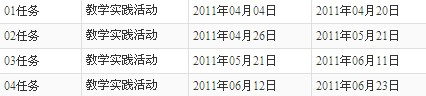 01任务 教学实践活动 2011年04月04日 2011年04月20日
02任务 教学实践活动 2011年04月26日 2011年05月21日
03任务 教学实践活动 2011年05月21日 2011年06月11日
04任务 教学实践活动 2011年06月12日 2011年06月23日